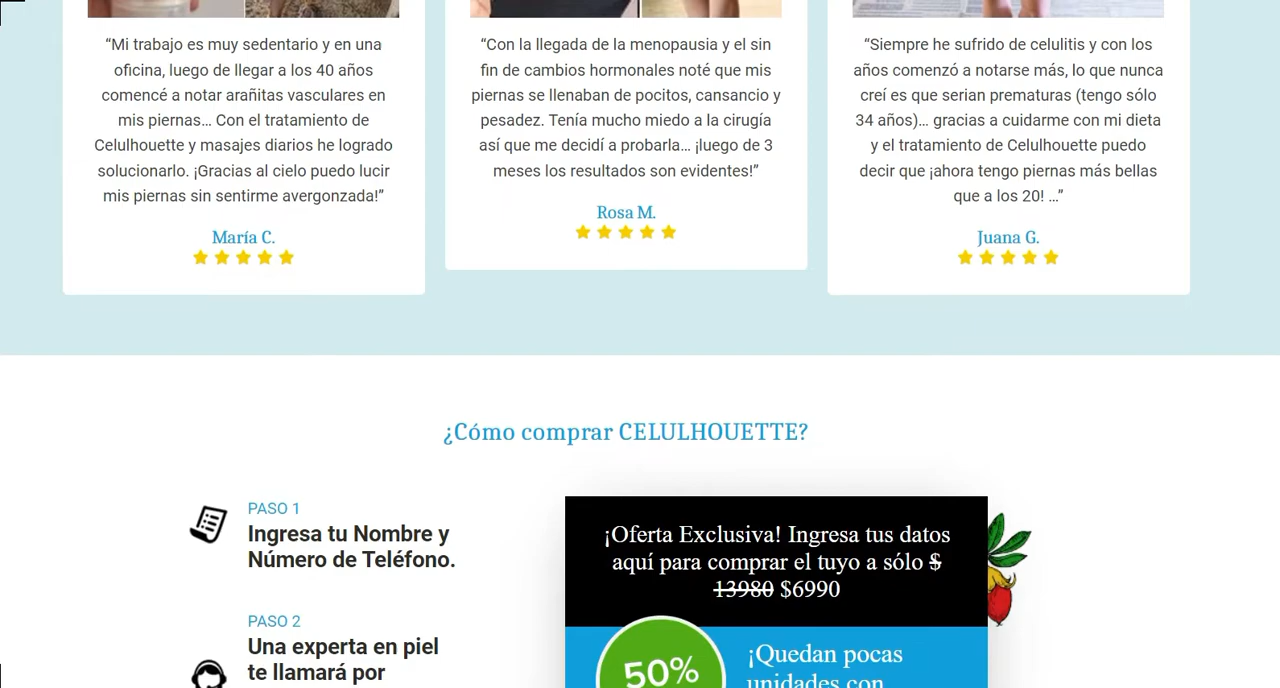 “Mi trabajo es muy sedentario y en una
oficina, luego de llegar a los 40 años
comencé a notar arañitas vasculares en
mis piernas… Con el tratamiento de
Celulhouette y masajes diarios he logrado
solucionarlo. ¡Gracias al cielo puedo lucir
mis piernas sin sentirme avergonzada!”
María C.
“Con la llegada de la menopausia y el sin
fin de cambios hormonales noté que mis
piernas se llenaban de pocitos, cansancio y
pesadez. Tenía mucho miedo a la cirugía
así que me decidí a probarla… ¡luego de 3
meses los resultados son evidentes!”
Rosa M.
“Siempre he sufrido de celulitis y con los
años comenzó a notarse más, lo que nunca
creí es que serian prematuras (tengo sólo
34 años)… gracias a cuidarme con mi dieta
y el tratamiento de Celulhouette puedo
decir que ¡ahora tengo piernas más bellas
que a los 20! …”
Juana G.
¿Cómo comprar CELULHOUETTE?
PASO 1
Ingresa tu Nombre y
Número de Teléfono.
PASO 2
Una experta en piel
te llamará por
¡Oferta Exclusiva! Ingresa tus datos
aquí para comprar el tuyo a sólo $
13980 $6990
50%
¡Quedan pocas
unidades con